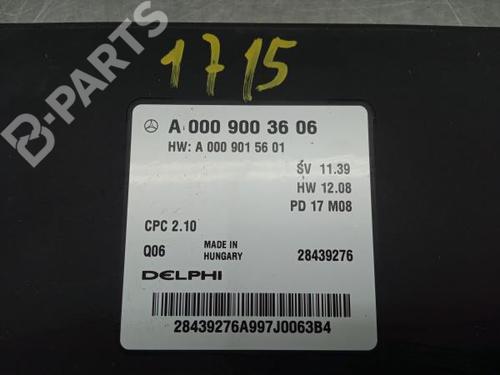 B-PARTS
1715
A 000 900 36 06
HW: A 000 901 56 01
SV 11.39
HW 12.08
PD 17 M08
CPC 2.10
Q06 MADE IN HUNGARY 28439276
DELPHI
28439276A997J0063B4